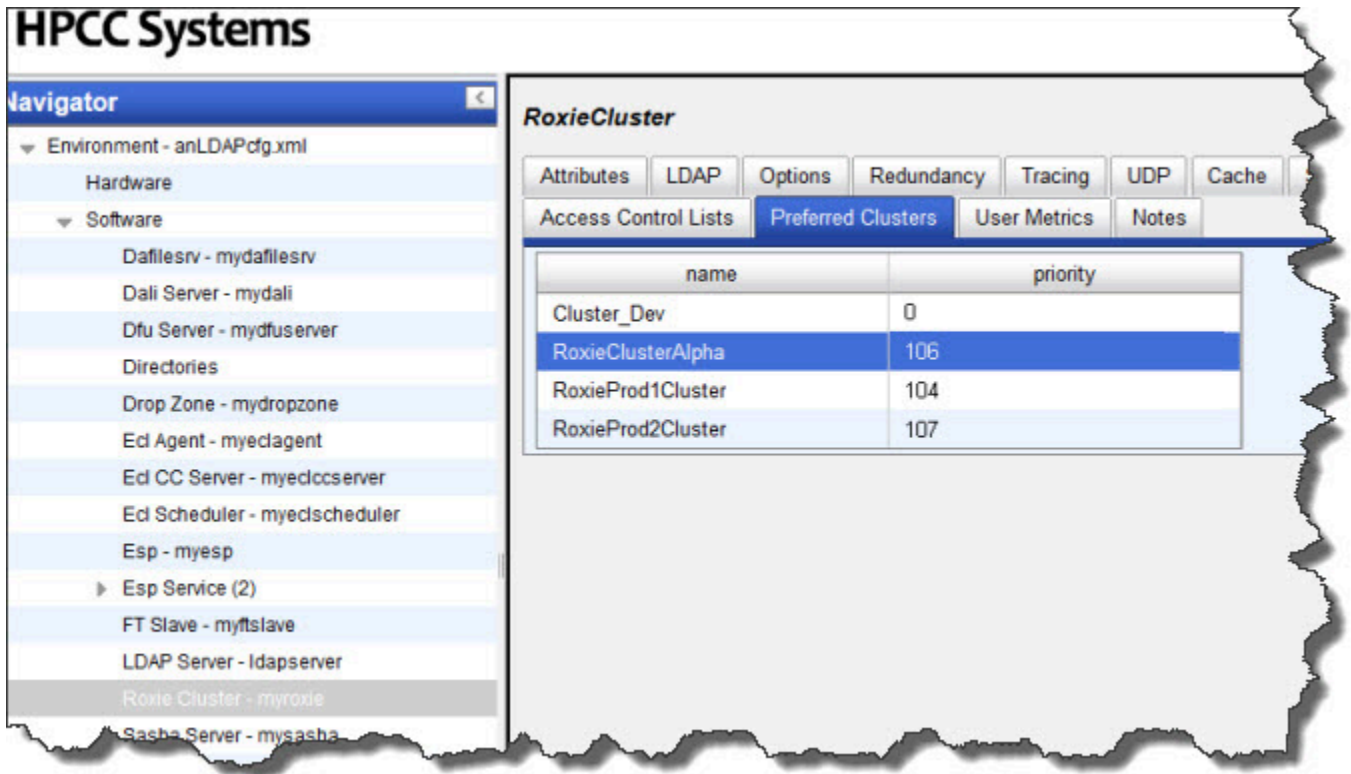 HPCC Systems
Navigator
Environment - anLDAPcfg.xml
Hardware
Software
Dafilesrv - mydafilesrv
Dali Server - mydali
Dfu Server - mydfuserver
Directories
Drop Zone - mydropzone
Ecl Agent - myeclagent
Ecl CC Server - myeclccserver
Ecl Scheduler - myeclscheduler
Esp - myesp
Esp Service (2)
FT Slave - myftslave
LDAP Server - ldapserver
Roxie Cluster - myroxie
Sasha Server - mysasha
RoxieCluster
Attributes LDAP Options Redundancy Tracing UDP Cache
Access Control Lists Preferred Clusters User Metrics Notes
name priority
Cluster_Dev 0
RoxieClusterAlpha 106
RoxieProd1Cluster 104
RoxieProd2Cluster 107